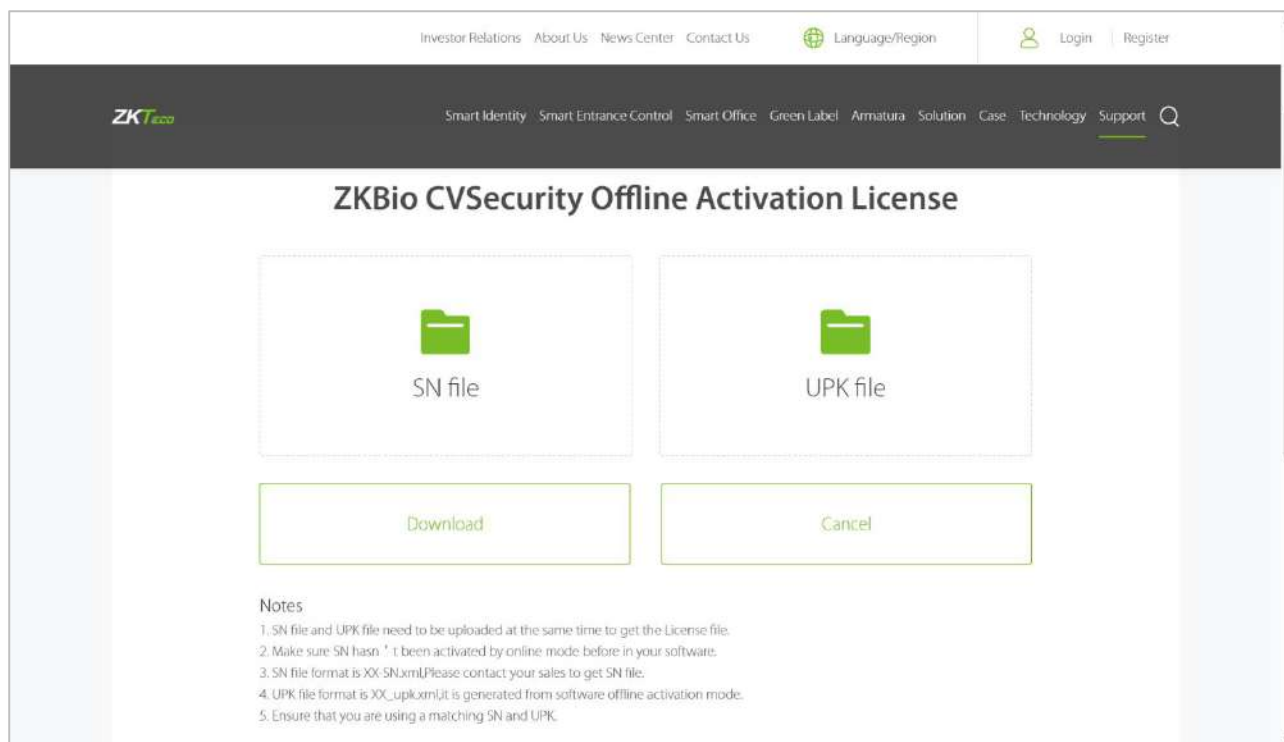 Investor Relations About Us News Center Contact Us Language/Region Login Register
ZKTeco Smart Identity Smart Entrance Control Smart Office Green Label Armatura Solution Case Technology Support
ZKBio CVSecurity Offline Activation License
SN file UPK file
Download Cancel
Notes
1. SN file and UPK file need to be uploaded at the same time to get the License file.
2. Make sure SN hasn ' t been activated by online mode before in your software.
3. SN file format is XX-SN.xml,Please contact your sales to get SN file.
4. UPK file format is XX_upk.xml,it is generated from software offline activation mode.
5. Ensure that you are using a matching SN and UPK.